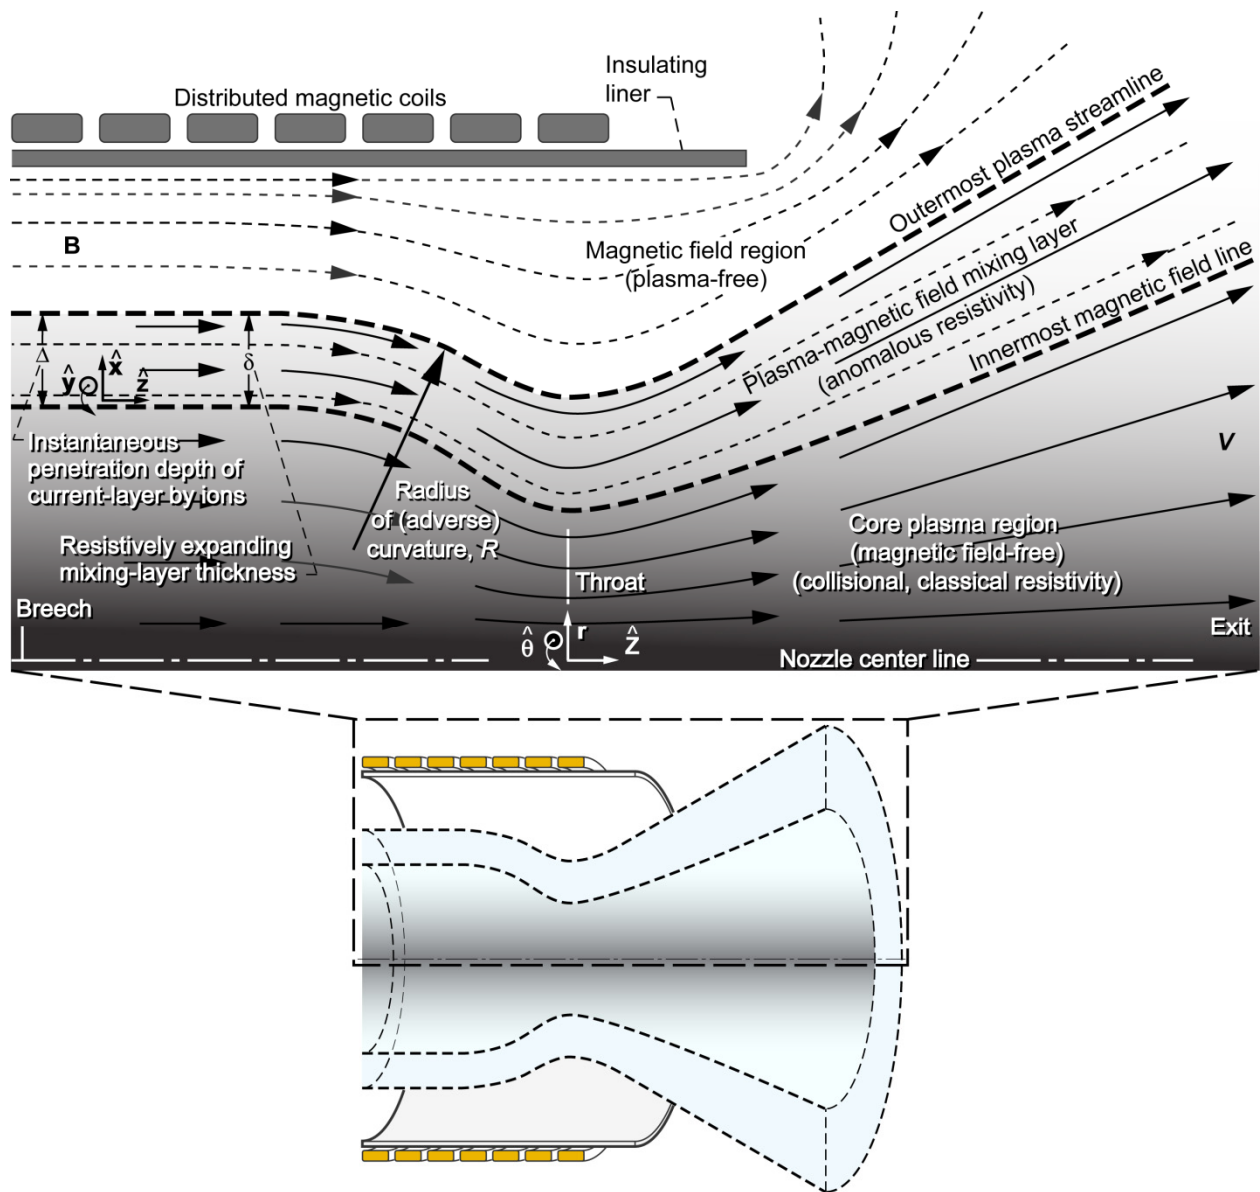 Insulating
liner
Distributed magnetic coils
Outermost plasma streamline
B
Magnetic field region
(plasma-free)
Plasma-magnetic field mixing layer
(anomalous resistivity)
Innermost magnetic field line
Δ
δ
x̂
ŷ
ẑ
Instantaneous
penetration depth of
current-layer by ions
Radius
of (adverse)
curvature, R
V
Core plasma region
(magnetic field-free)
(collisional, classical resistivity)
Resistively expanding
mixing-layer thickness
Throat
Breech
θ̂
r
Ẑ
Exit
Nozzle center line